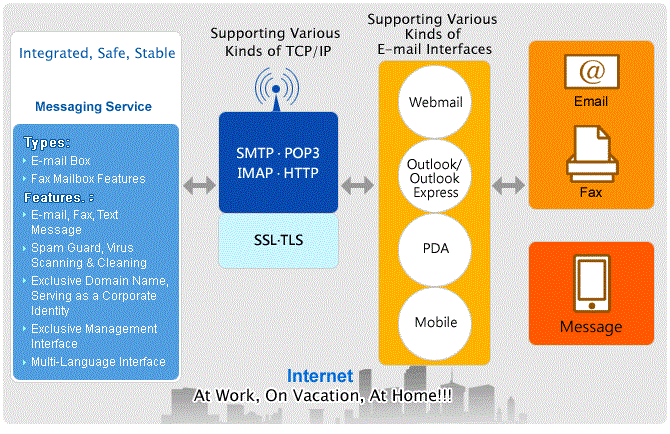 Integrated, Safe, Stable
Messaging Service
Types:
E-mail Box
Fax Mailbox Features
Features. :
E-mail, Fax, Text
Message
Spam Guard, Virus
Scanning & Cleaning
Exclusive Domain Name,
Serving as a Corporate
Identity
Exclusive Management
Interface
Multi-Language Interface
Supporting Various
Kinds of TCP/IP
SMTP · POP3
IMAP · HTTP
SSL·TLS
Supporting Various
Kinds of
E-mail Interfaces
Webmail
Outlook/
Outlook
Express
PDA
Mobile
@
Email
Fax
Message
Internet
At Work, On Vacation, At Home!!!